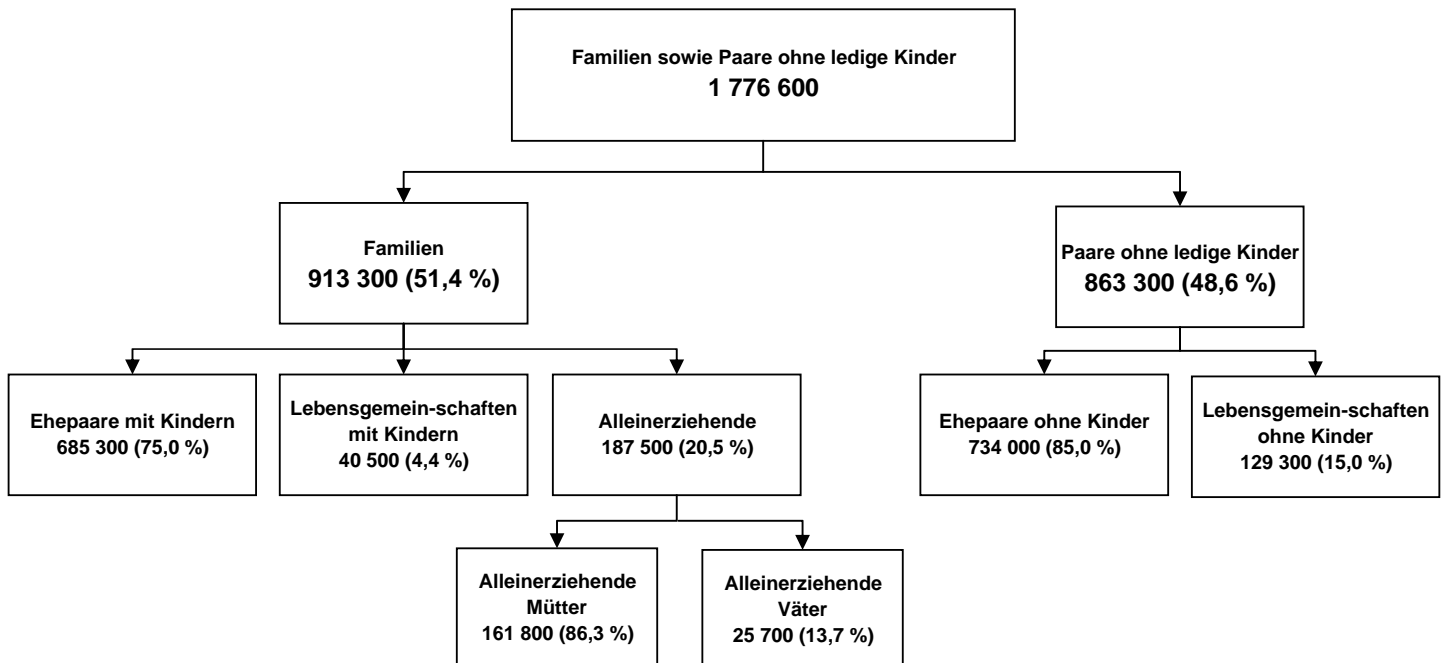 Familien sowie Paare ohne ledige Kinder
1 776 600
Familien
913 300 (51,4 %)
Paare ohne ledige Kinder
863 300 (48,6 %)
Ehepaare mit Kindern
685 300 (75,0 %)
Lebensgemein-schaften
mit Kindern
40 500 (4,4 %)
Alleinerziehende
187 500 (20,5 %)
Ehepaare ohne Kinder
734 000 (85,0 %)
Lebensgemein-schaften
ohne Kinder
129 300 (15,0 %)
Alleinerziehende
Mütter
161 800 (86,3 %)
Alleinerziehende
Väter
25 700 (13,7 %)